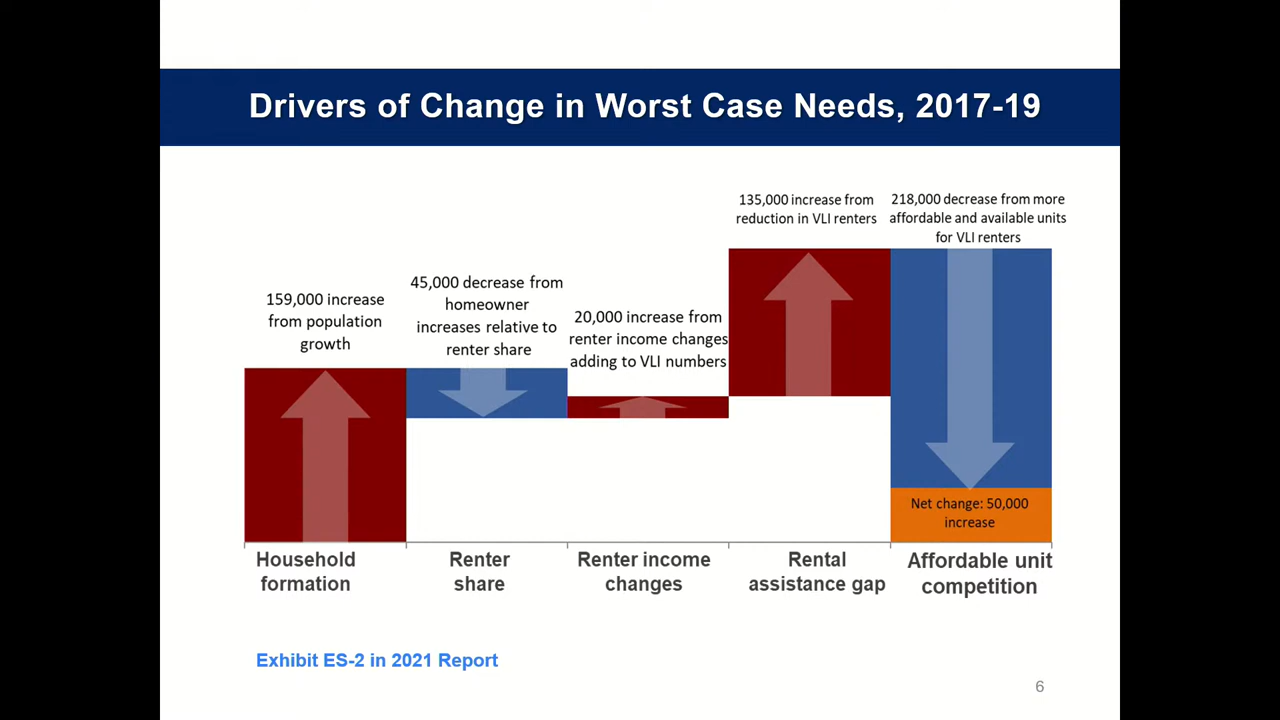 Drivers of Change in Worst Case Needs, 2017-19
159,000 increase
from population
growth
45,000 decrease from
homeowner
increases relative to
renter share
20,000 increase from
renter income changes
adding to VLI numbers
135,000 increase from
reduction in VLI renters
218,000 decrease from more
affordable and available units
for VLI renters
Net change: 50,000
increase
Household
formation
Renter
share
Renter income
changes
Rental
assistance gap
Affordable unit
competition
Exhibit ES-2 in 2021 Report
6